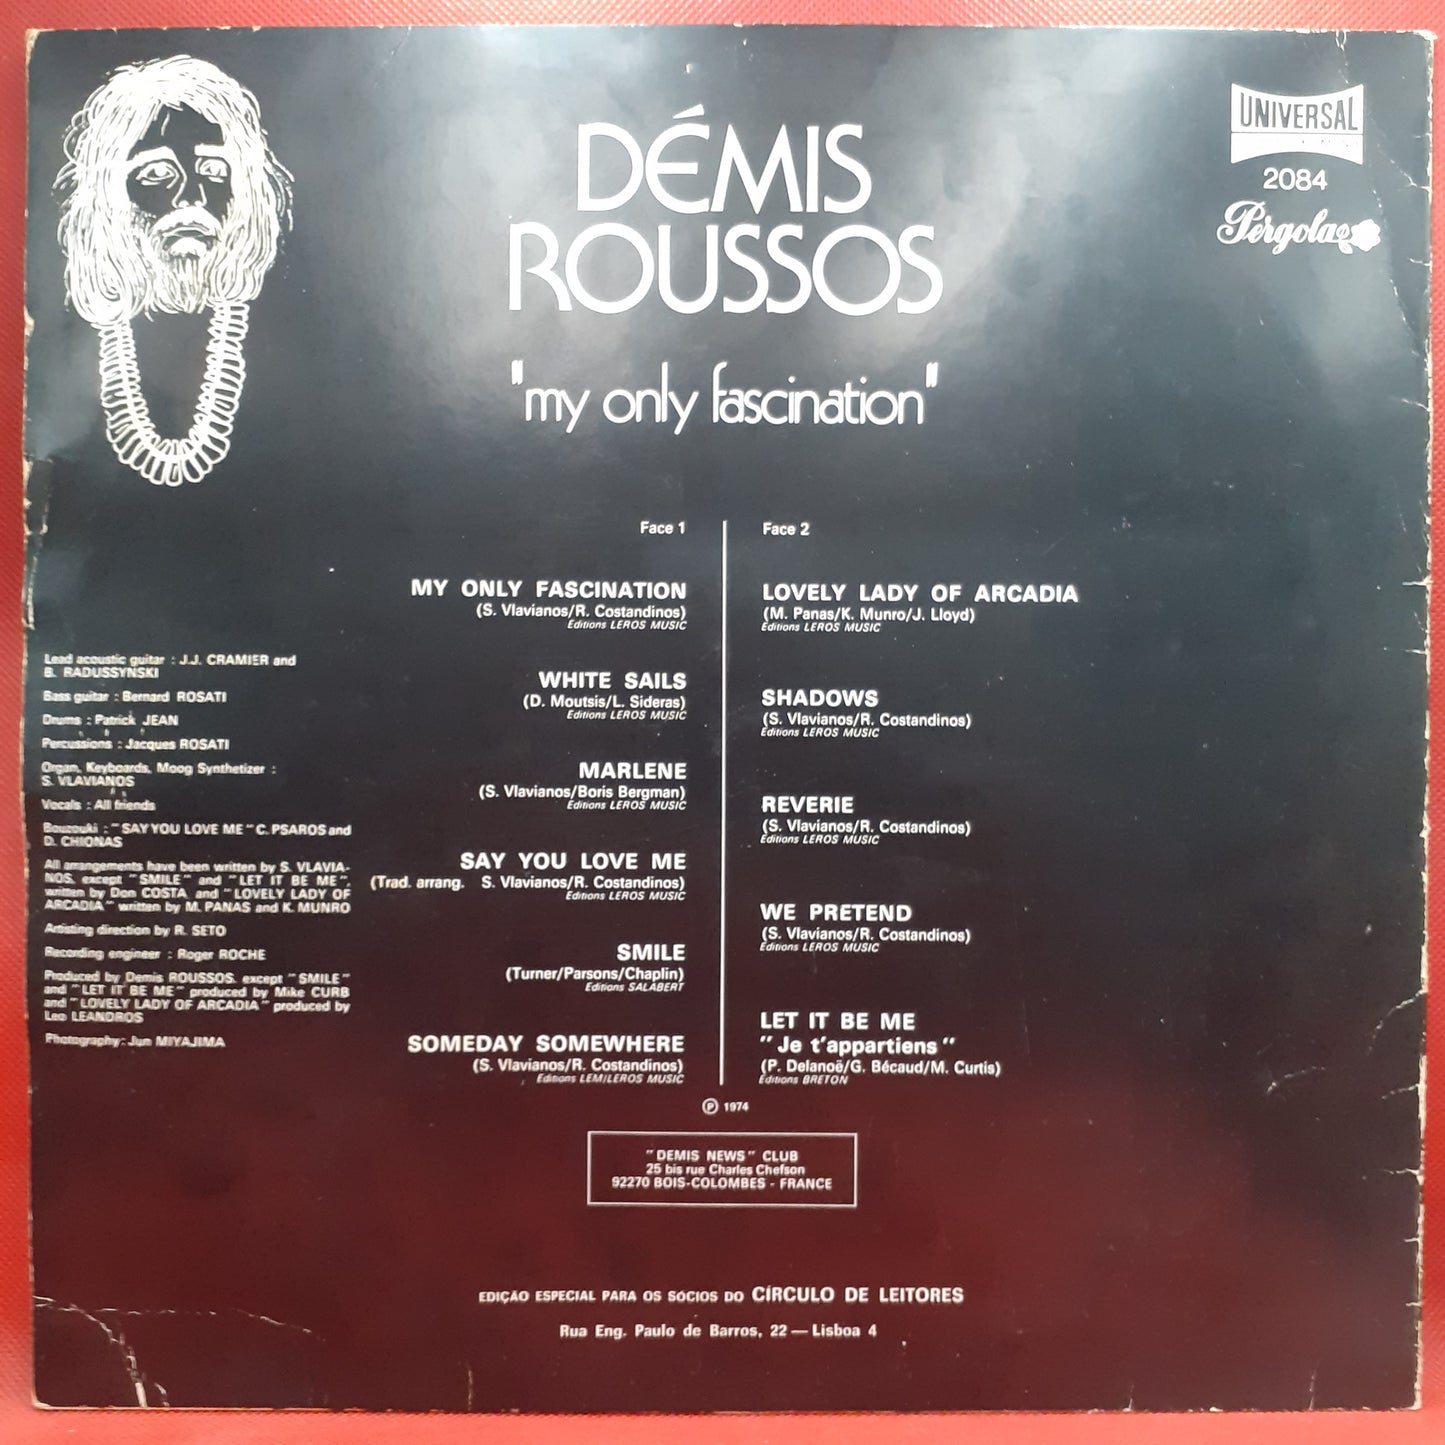 DÉMIS
ROUSSOS
"my only fascination"
UNIVERSAL
2084
Pergola
Face 1
MY ONLY FASCINATION
(S. Vlavianos/R. Costandinos)
Editions LEROS MUSIC
WHITE SAILS
(D. Moutsis/L. Sideras)
Editions LEROS MUSIC
MARLENE
(S. Vlavianos/Boris Bergman)
Editions LEROS MUSIC
SAY YOU LOVE ME
(Trad. arrang. S. Vlavianos/R. Costandinos)
Editions LEROS MUSIC
SMILE
(Turner/Parsons/Chaplin)
Editions SALABERT
SOMEDAY SOMEWHERE
(S. Vlavianos/R. Costandinos)
Editions LEM/LEROS MUSIC
Face 2
LOVELY LADY OF ARCADIA
(M. Panas/K. Munro/J. Lloyd)
Editions LEROS MUSIC
SHADOWS
(S. Vlavianos/R. Costandinos)
Editions LEROS MUSIC
REVERIE
(S. Vlavianos/R. Costandinos)
Editions LEROS MUSIC
WE PRETEND
(S. Vlavianos/R. Costandinos)
Editions LEROS MUSIC
LET IT BE ME
"Je t'appartiens"
(P. Delanoë/G. Bécaud/M. Curtis)
Editions BRETON
Lead acoustic guitar : J.J. CRAMIER and
B. RADUSSYNSKI
Bass guitar : Bernard ROSATI
Drums : Patrick JEAN
Percussions : Jacques ROSATI
Organ, Keyboards, Moog Synthetizer :
S. VLAVIANOS
Vocals : All friends
Bouzouki : "SAY YOU LOVE ME" C. PSAROS and
D. CHIONAS
All arrangements have been written by S. VLAVIA-
NOS, except "SMILE" and "LET IT BE ME",
written by Don COSTA and "LOVELY LADY OF
ARCADIA" written by M. PANAS and K. MUNRO
Artisting direction by R. SETO
Recording engineer : Roger ROCHE
Produced by Demis ROUSSOS, except "SMILE"
and "LET IT BE ME" produced by Mike CURB
and "LOVELY LADY OF ARCADIA" produced by
Leo LEANDROS
Photography : Jun MIYAJIMA
℗ 1974
"DEMIS NEWS" CLUB
25 bis rue Charles Chefson
92270 BOIS-COLOMBES - FRANCE
EDIÇÃO ESPECIAL PARA OS SÓCIOS DO CÍRCULO DE LEITORES
Rua Eng. Paulo de Barros, 22 — Lisboa 4